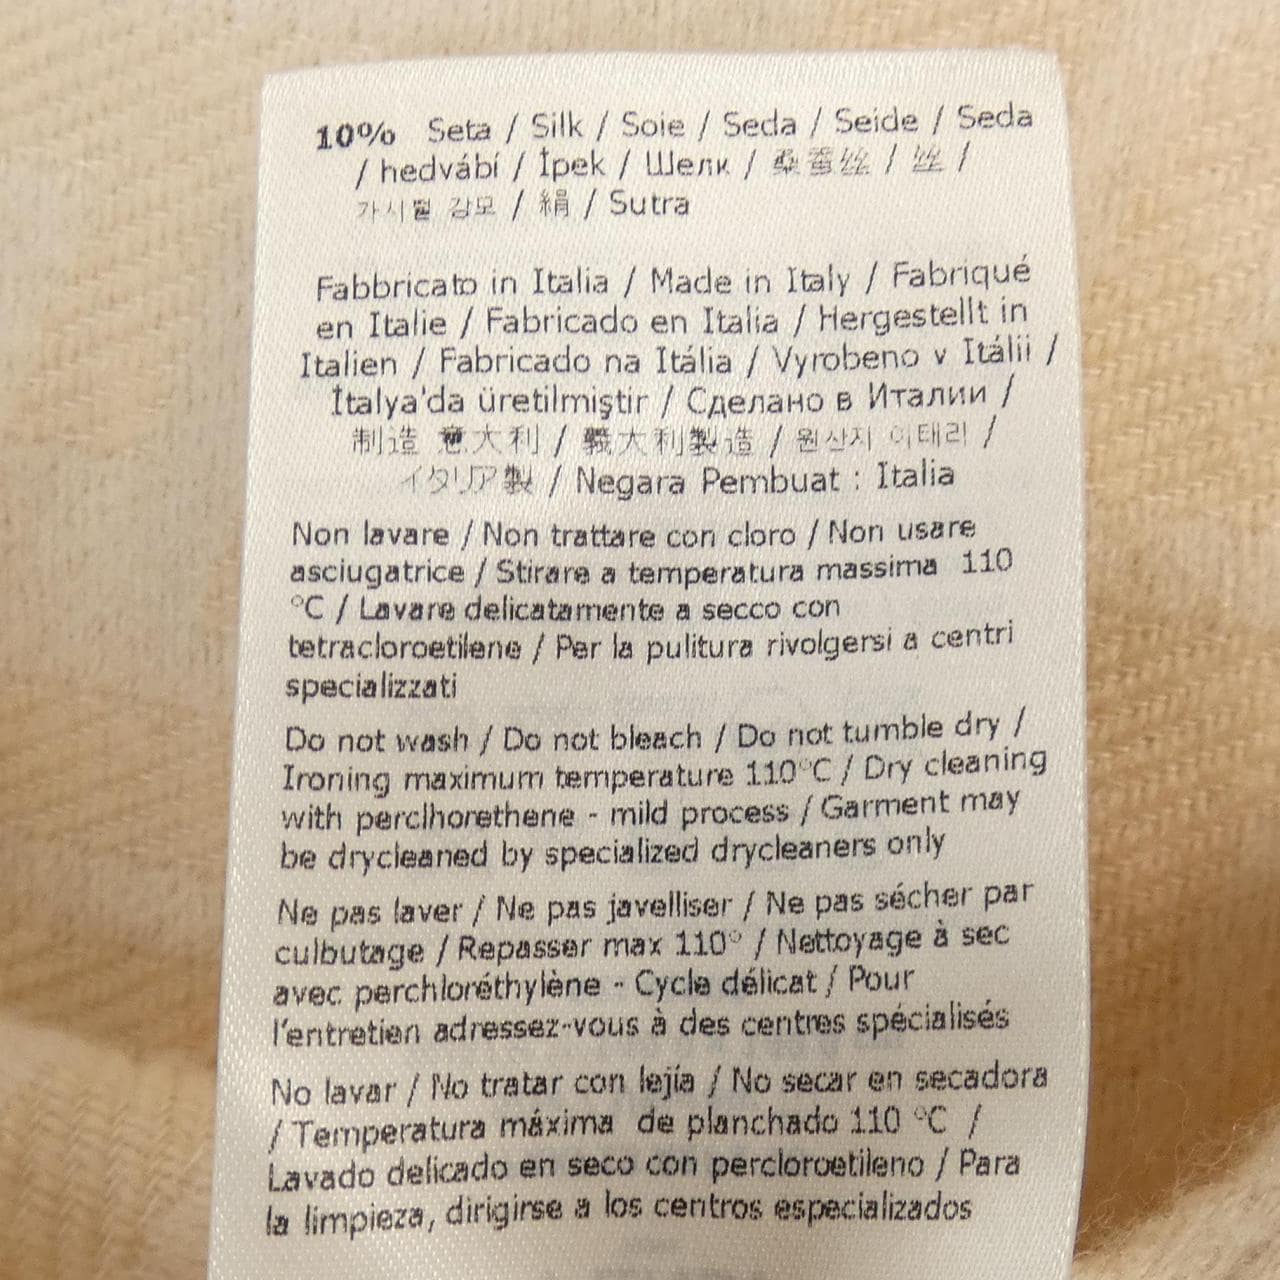 10% Seta / Silk / Soie / Seda / Seide / Seda
/ hedvábí / İpek / Шелк / 桑蚕丝 / 丝 /
가시털 강모 / 絹 / Sutra
Fabbricato in Italia / Made in Italy / Fabriqué
en Italie / Fabricado en Italia / Hergestellt in
Italien / Fabricado na Itália / Vyrobeno v Itálii /
İtalya'da üretilmiştir / Сделано в Италии /
制造 意大利 / 義大利製造 / 원산지 이태리 /
イタリア製 / Negara Pembuat : Italia
Non lavare / Non trattare con cloro / Non usare
asciugatrice / Stirare a temperatura massima 110
°C / Lavare delicatamente a secco con
tetracloroetilene / Per la pulitura rivolgersi a centri
specializzati
Do not wash / Do not bleach / Do not tumble dry /
Ironing maximum temperature 110°C / Dry cleaning
with perclhorethene - mild process / Garment may
be drycleaned by specialized drycleaners only
Ne pas laver / Ne pas javelliser / Ne pas sécher par
culbutage / Repasser max 110° / Nettoyage à sec
avec perchloréthylène - Cycle délicat / Pour
l'entretien adressez-vous à des centres spécialisés
No lavar / No tratar con lejía / No secar en secadora
/ Temperatura máxima de planchado 110 °C /
Lavado delicado en seco con percloroetileno / Para
la limpieza, dirigirse a los centros especializados